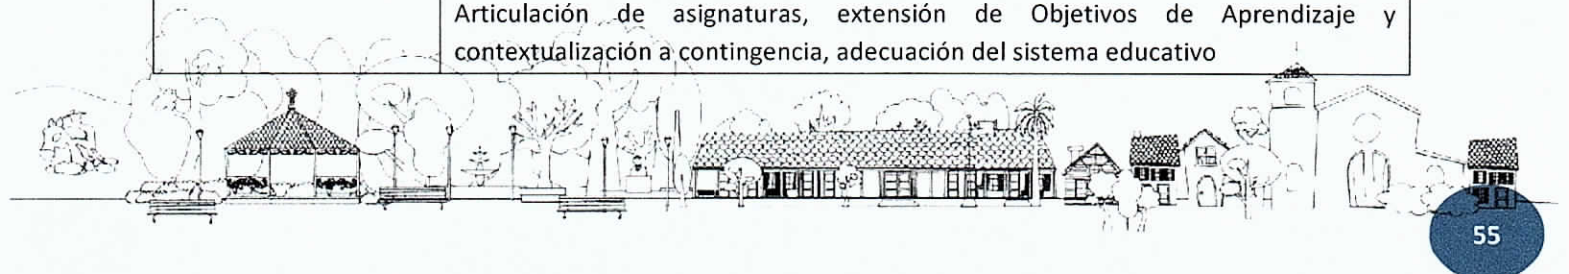 Articulación de asignaturas, extensión de Objetivos de Aprendizaje y
contextualización a contingencia, adecuación del sistema educativo
55